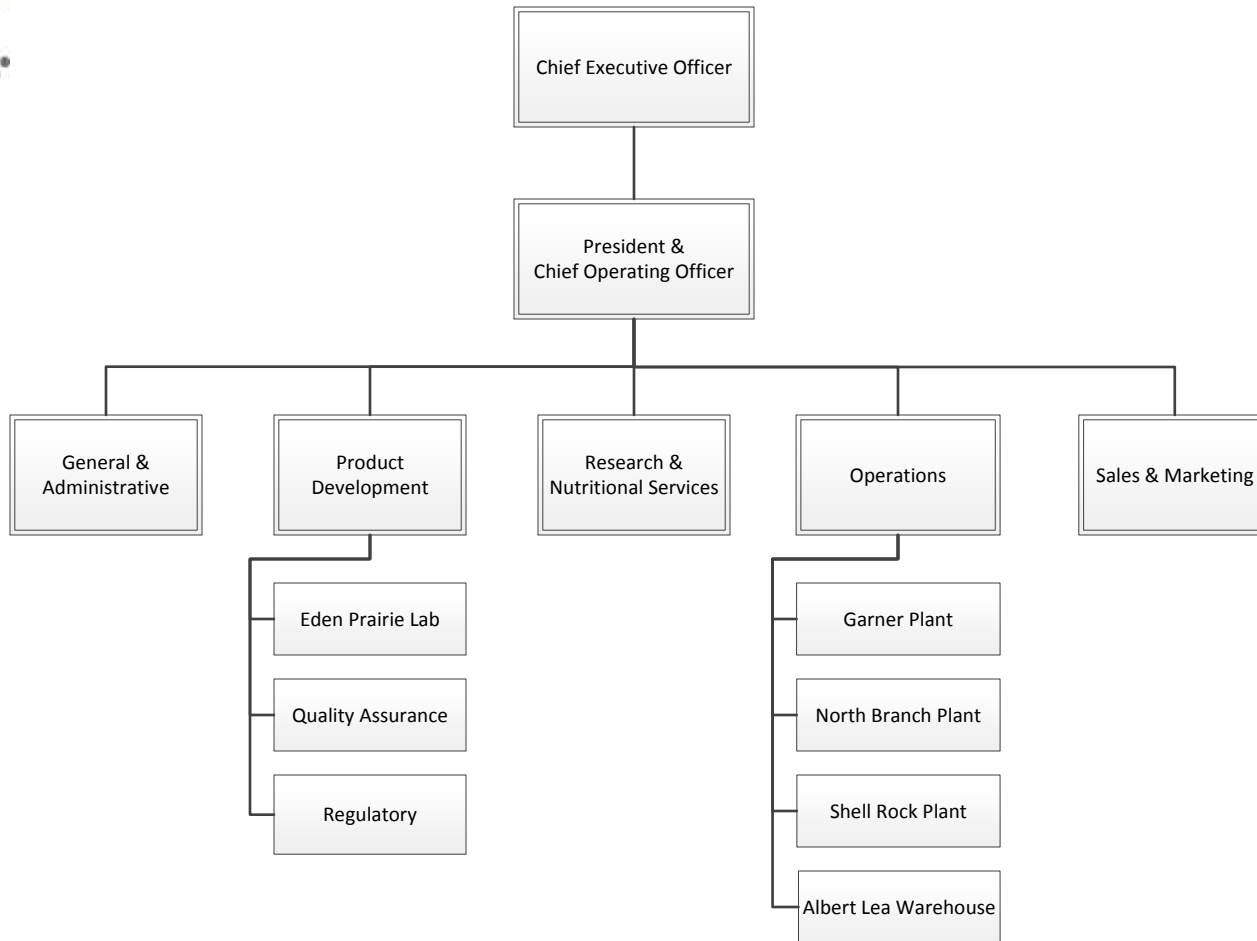 Chief Executive Officer
President &
Chief Operating Officer
General &
Administrative
Product
Development
Research &
Nutritional Services
Operations
Sales & Marketing
Eden Prairie Lab
Quality Assurance
Regulatory
Garner Plant
North Branch Plant
Shell Rock Plant
Albert Lea Warehouse